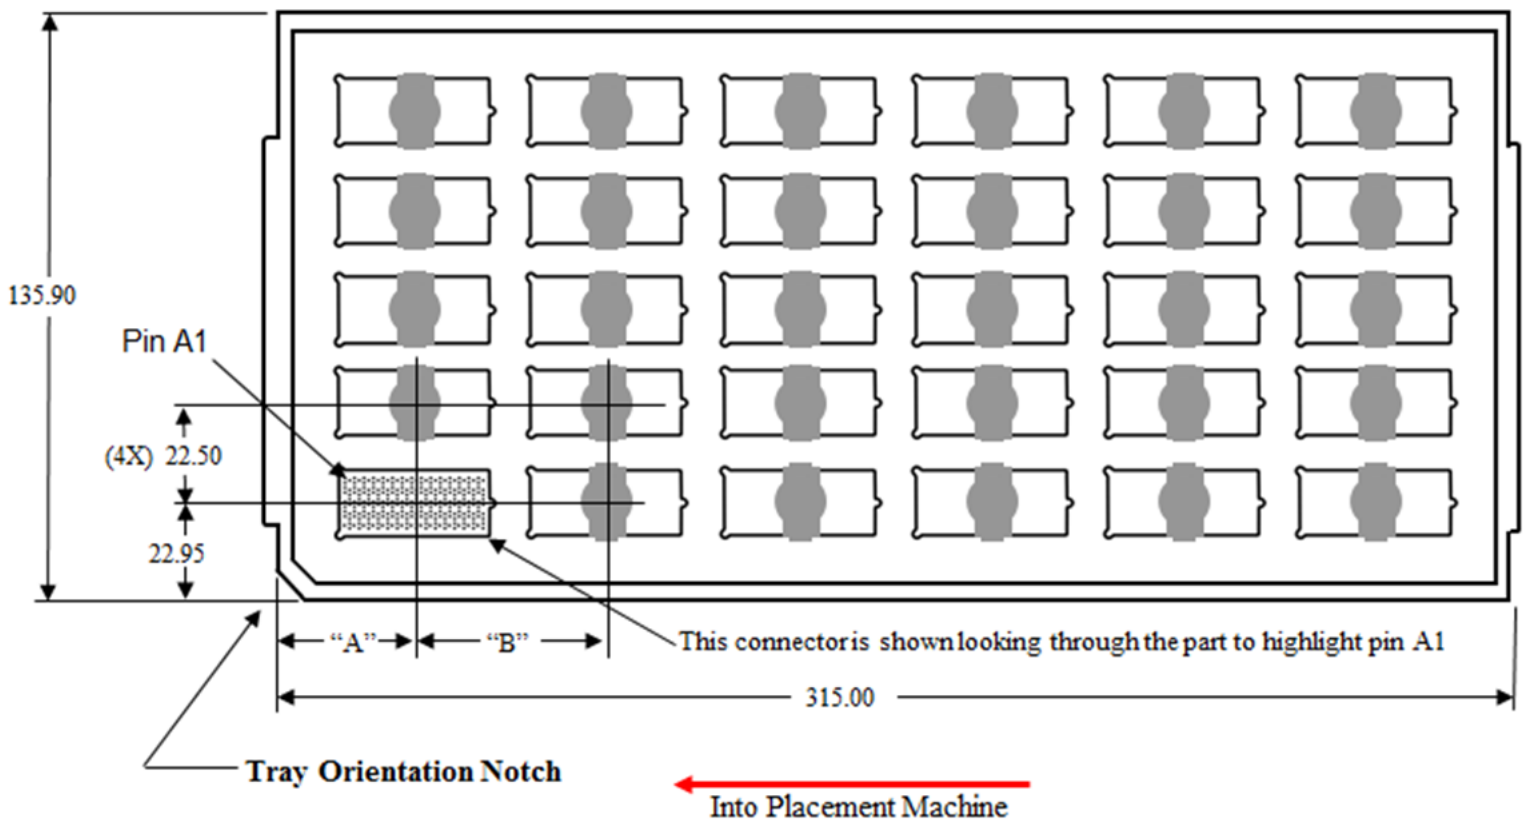 135.90
Pin A1
(4X) 22.50
22.95
“A”
“B”
This connector is shown looking through the part to highlight pin A1
315.00
Tray Orientation Notch
Into Placement Machine